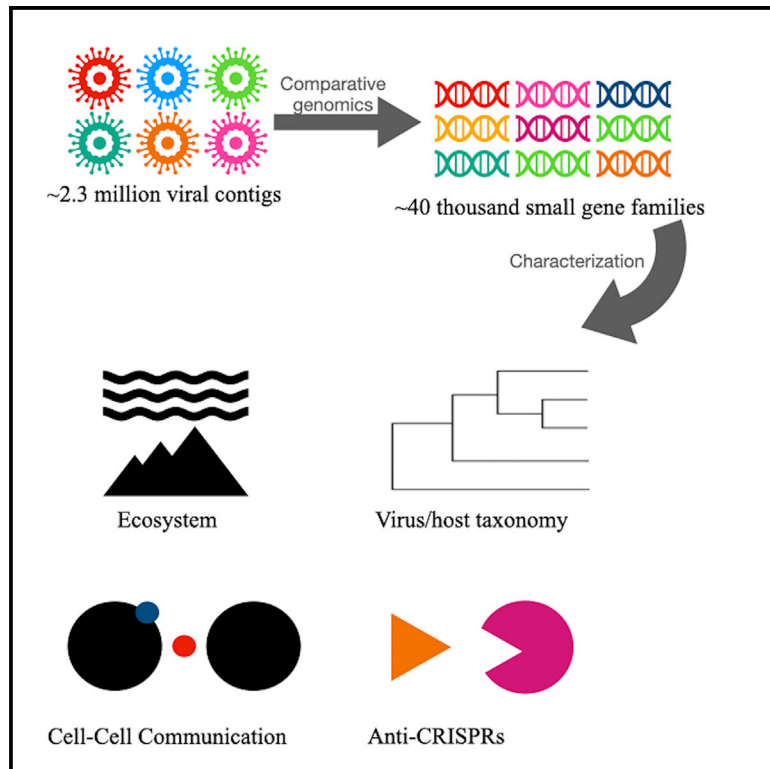 Comparative
genomics
~2.3 million viral contigs
~40 thousand small gene families
Characterization
Ecosystem
Virus/host taxonomy
Cell-Cell Communication
Anti-CRISPRs